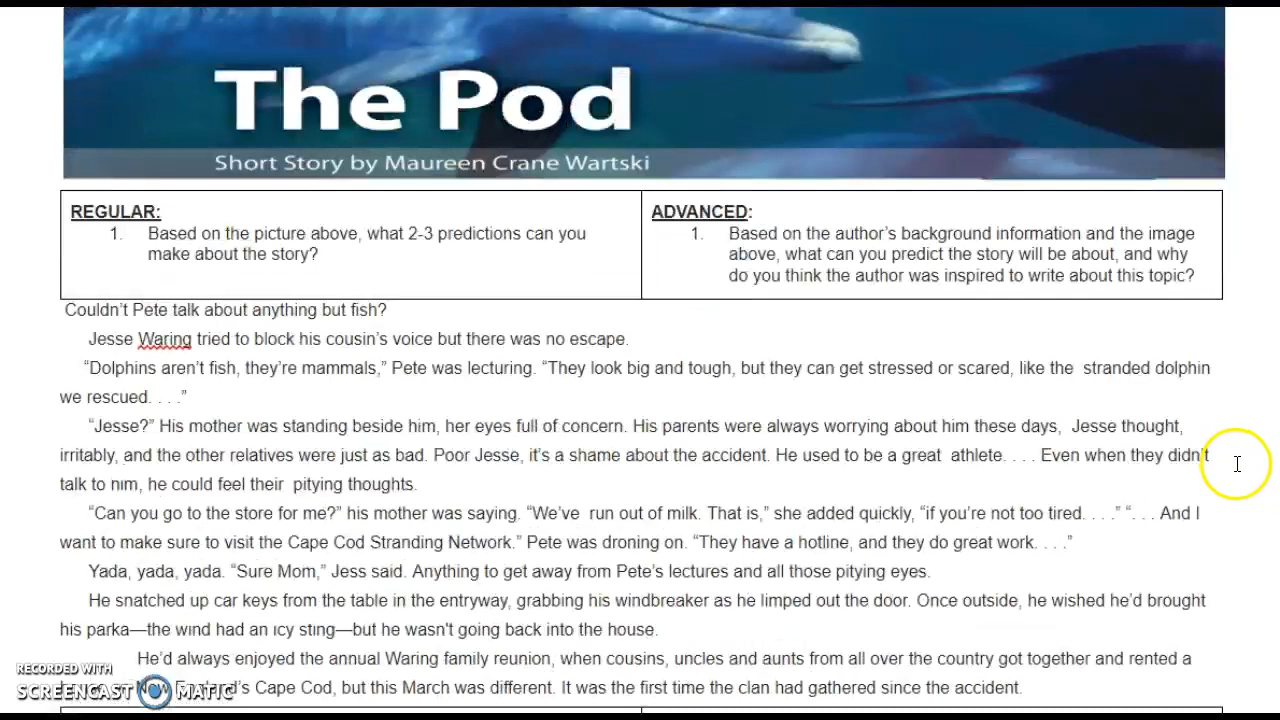 The Pod
Short Story by Maureen Crane Wartski
REGULAR:
1. Based on the picture above, what 2-3 predictions can you
make about the story?
ADVANCED:
1. Based on the author's background information and the image
above, what can you predict the story will be about, and why
do you think the author was inspired to write about this topic?
Couldn't Pete talk about anything but fish?
Jesse Waring tried to block his cousin's voice but there was no escape.
“Dolphins aren't fish, they're mammals,” Pete was lecturing. “They look big and tough, but they can get stressed or scared, like the stranded dolphin
we rescued. . . .”
“Jesse?” His mother was standing beside him, her eyes full of concern. His parents were always worrying about him these days, Jesse thought,
irritably, and the other relatives were just as bad. Poor Jesse, it's a shame about the accident. He used to be a great athlete. . . . Even when they didn't
talk to him, he could feel their pitying thoughts.
“Can you go to the store for me?” his mother was saying. “We've run out of milk. That is,” she added quickly, “if you're not too tired. . . .” “. . . And I
want to make sure to visit the Cape Cod Stranding Network.” Pete was droning on. “They have a hotline, and they do great work. . . .”
Yada, yada, yada. “Sure Mom,” Jess said. Anything to get away from Pete's lectures and all those pitying eyes.
He snatched up car keys from the table in the entryway, grabbing his windbreaker as he limped out the door. Once outside, he wished he'd brought
his parka—the wind had an icy sting—but he wasn't going back into the house.
He'd always enjoyed the annual Waring family reunion, when cousins, uncles and aunts from all over the country got together and rented a
Cape Cod, but this March was different. It was the first time the clan had gathered since the accident.
RECORDED WITH
SCREENCAST MATIC